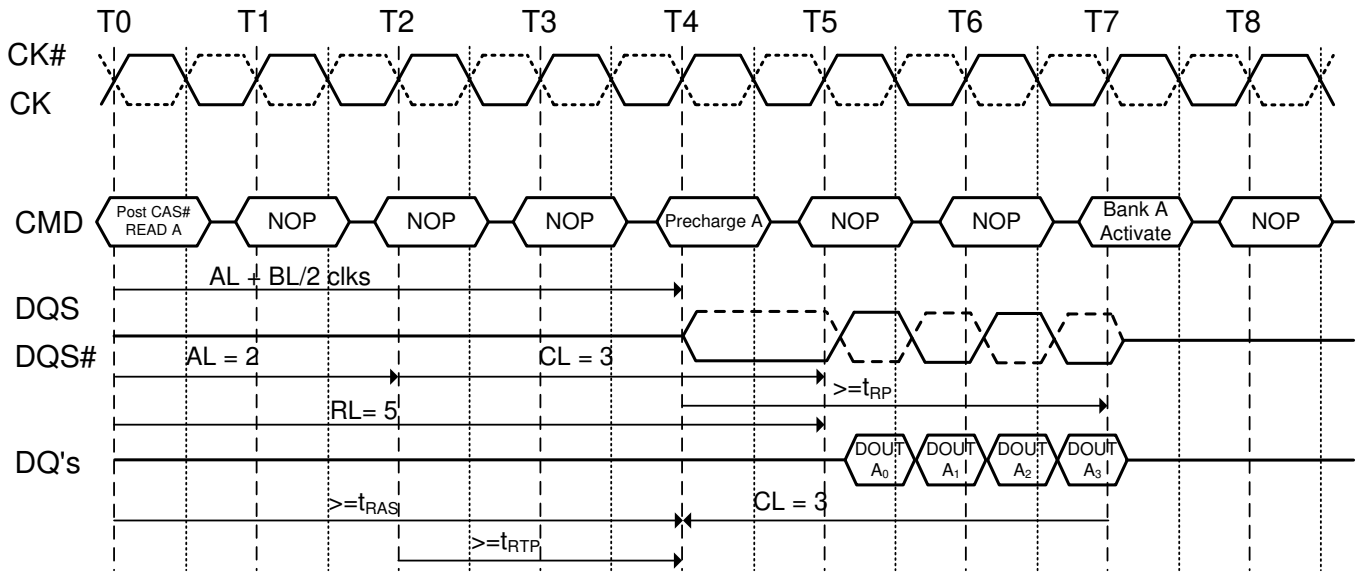 T0 T1 T2 T3 T4 T5 T6 T7 T8
CK#
CK
CMD
Post CAS#
READ A
NOP
NOP
NOP
Precharge A
NOP
NOP
Bank A
Activate
NOP
AL + BL/2 clks
DQS
DQS#
AL = 2
CL = 3
>=tRP
RL= 5
DQ's
DOUT
A0
DOUT
A1
DOUT
A2
DOUT
A3
>=tRAS
CL = 3
>=tRTP